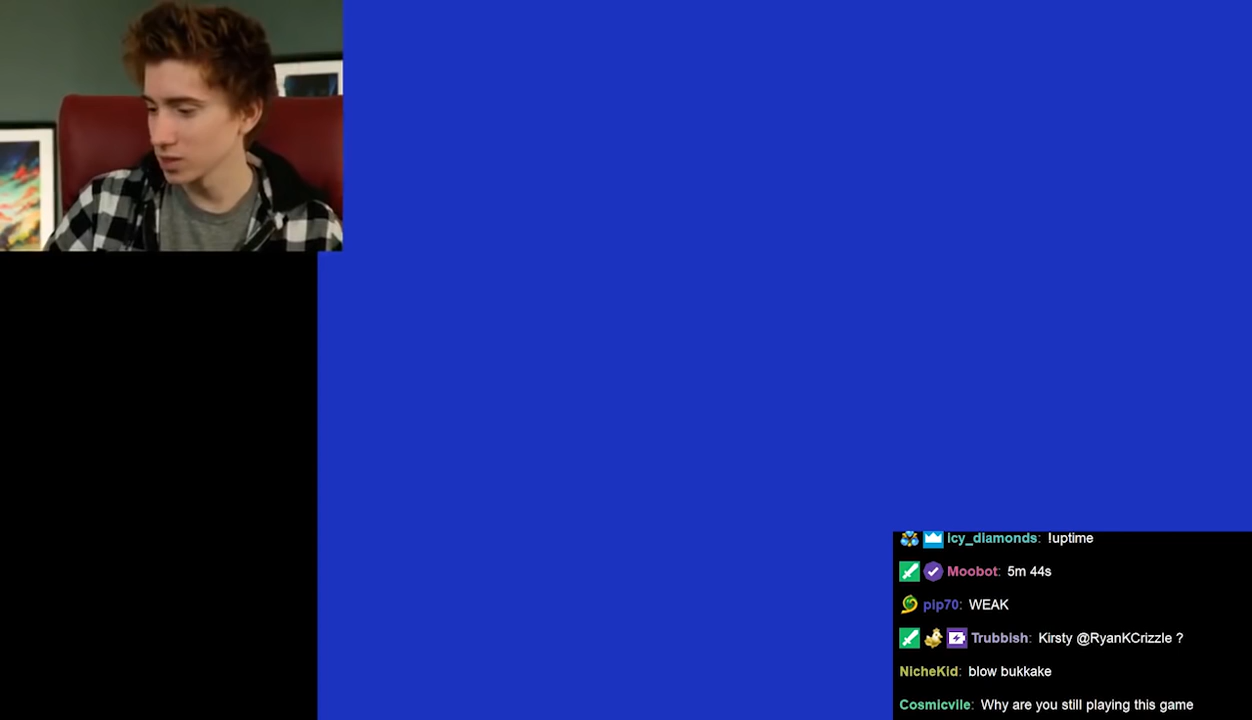 icy_diamonds: !uptime
Moobot: 5m 44s
pip70: WEAK
Trubbish: Kirsty @RyanKCrizzle ?
NicheKid: blow bukkake
Cosmicvile: Why are you still playing this game